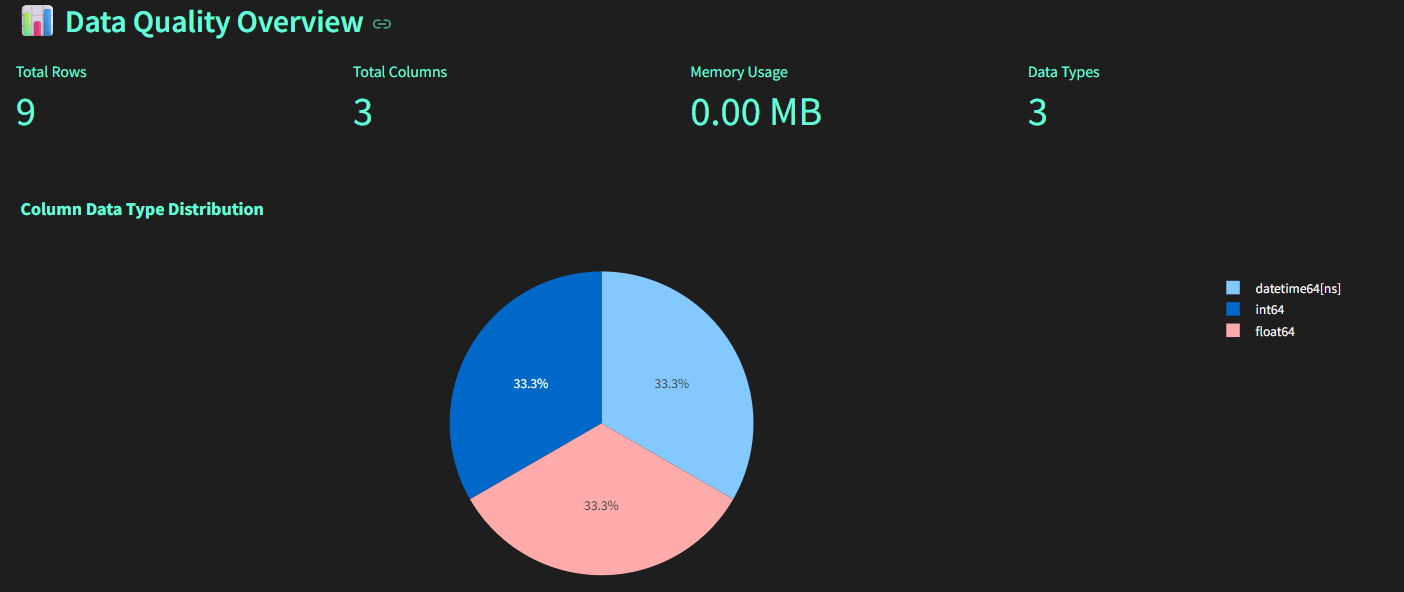 Data Quality Overview
Total Rows
9
Total Columns
3
Memory Usage
0.00 MB
Data Types
3
Column Data Type Distribution
33.3%
33.3%
33.3%
datetime64[ns]
int64
float64